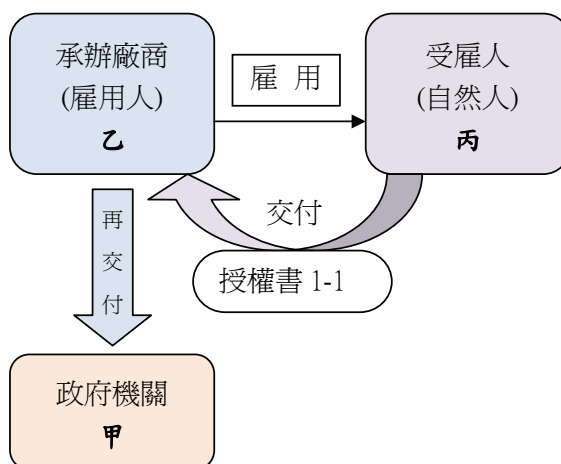 承辦廠商
(雇用人)
乙
雇 用
受雇人
(自然人)
丙
交付
授權書 1-1
再
交
付
政府機關
甲